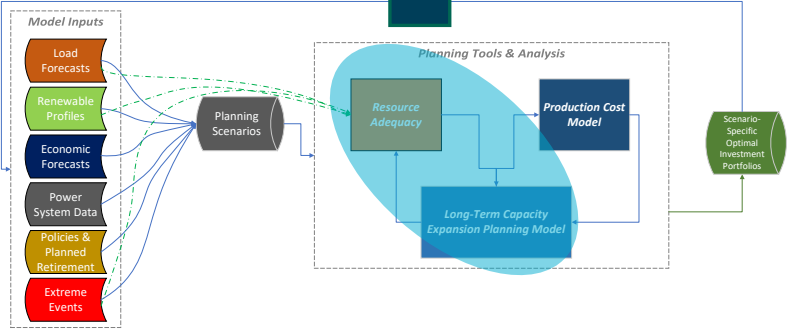 Model Inputs
Load
Forecasts
Renewable
Profiles
Economic
Forecasts
Power
System Data
Policies &
Planned
Retirement
Extreme
Events
Planning
Scenarios
Planning Tools & Analysis
Resource
Adequacy
Production Cost
Model
Long-Term Capacity
Expansion Planning Model
Scenario-
Specific
Optimal
Investment
Portfolios